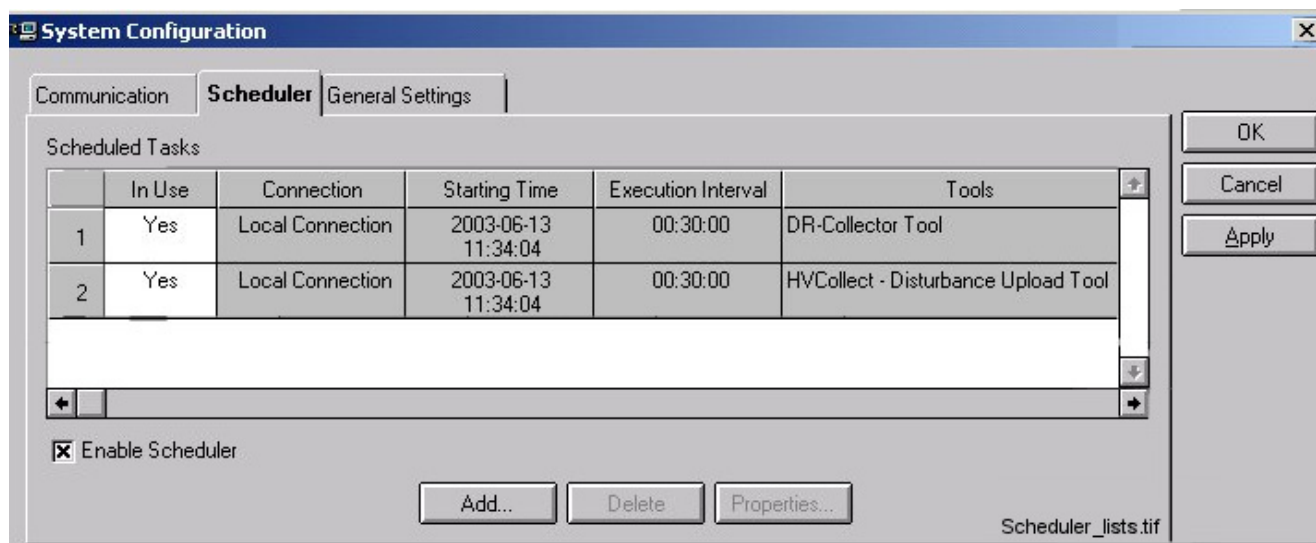 System Configuration
Communication Scheduler General Settings
OK
Cancel
Apply
Scheduled Tasks
In Use Connection Starting Time Execution Interval Tools
1 Yes Local Connection 2003-06-13 00:30:00 DR-Collector Tool
11:34:04
2 Yes Local Connection 2003-06-13 00:30:00 HVCollect - Disturbance Upload Tool
11:34:04
Enable Scheduler
Add... Delete Properties...
Scheduler_lists.tif